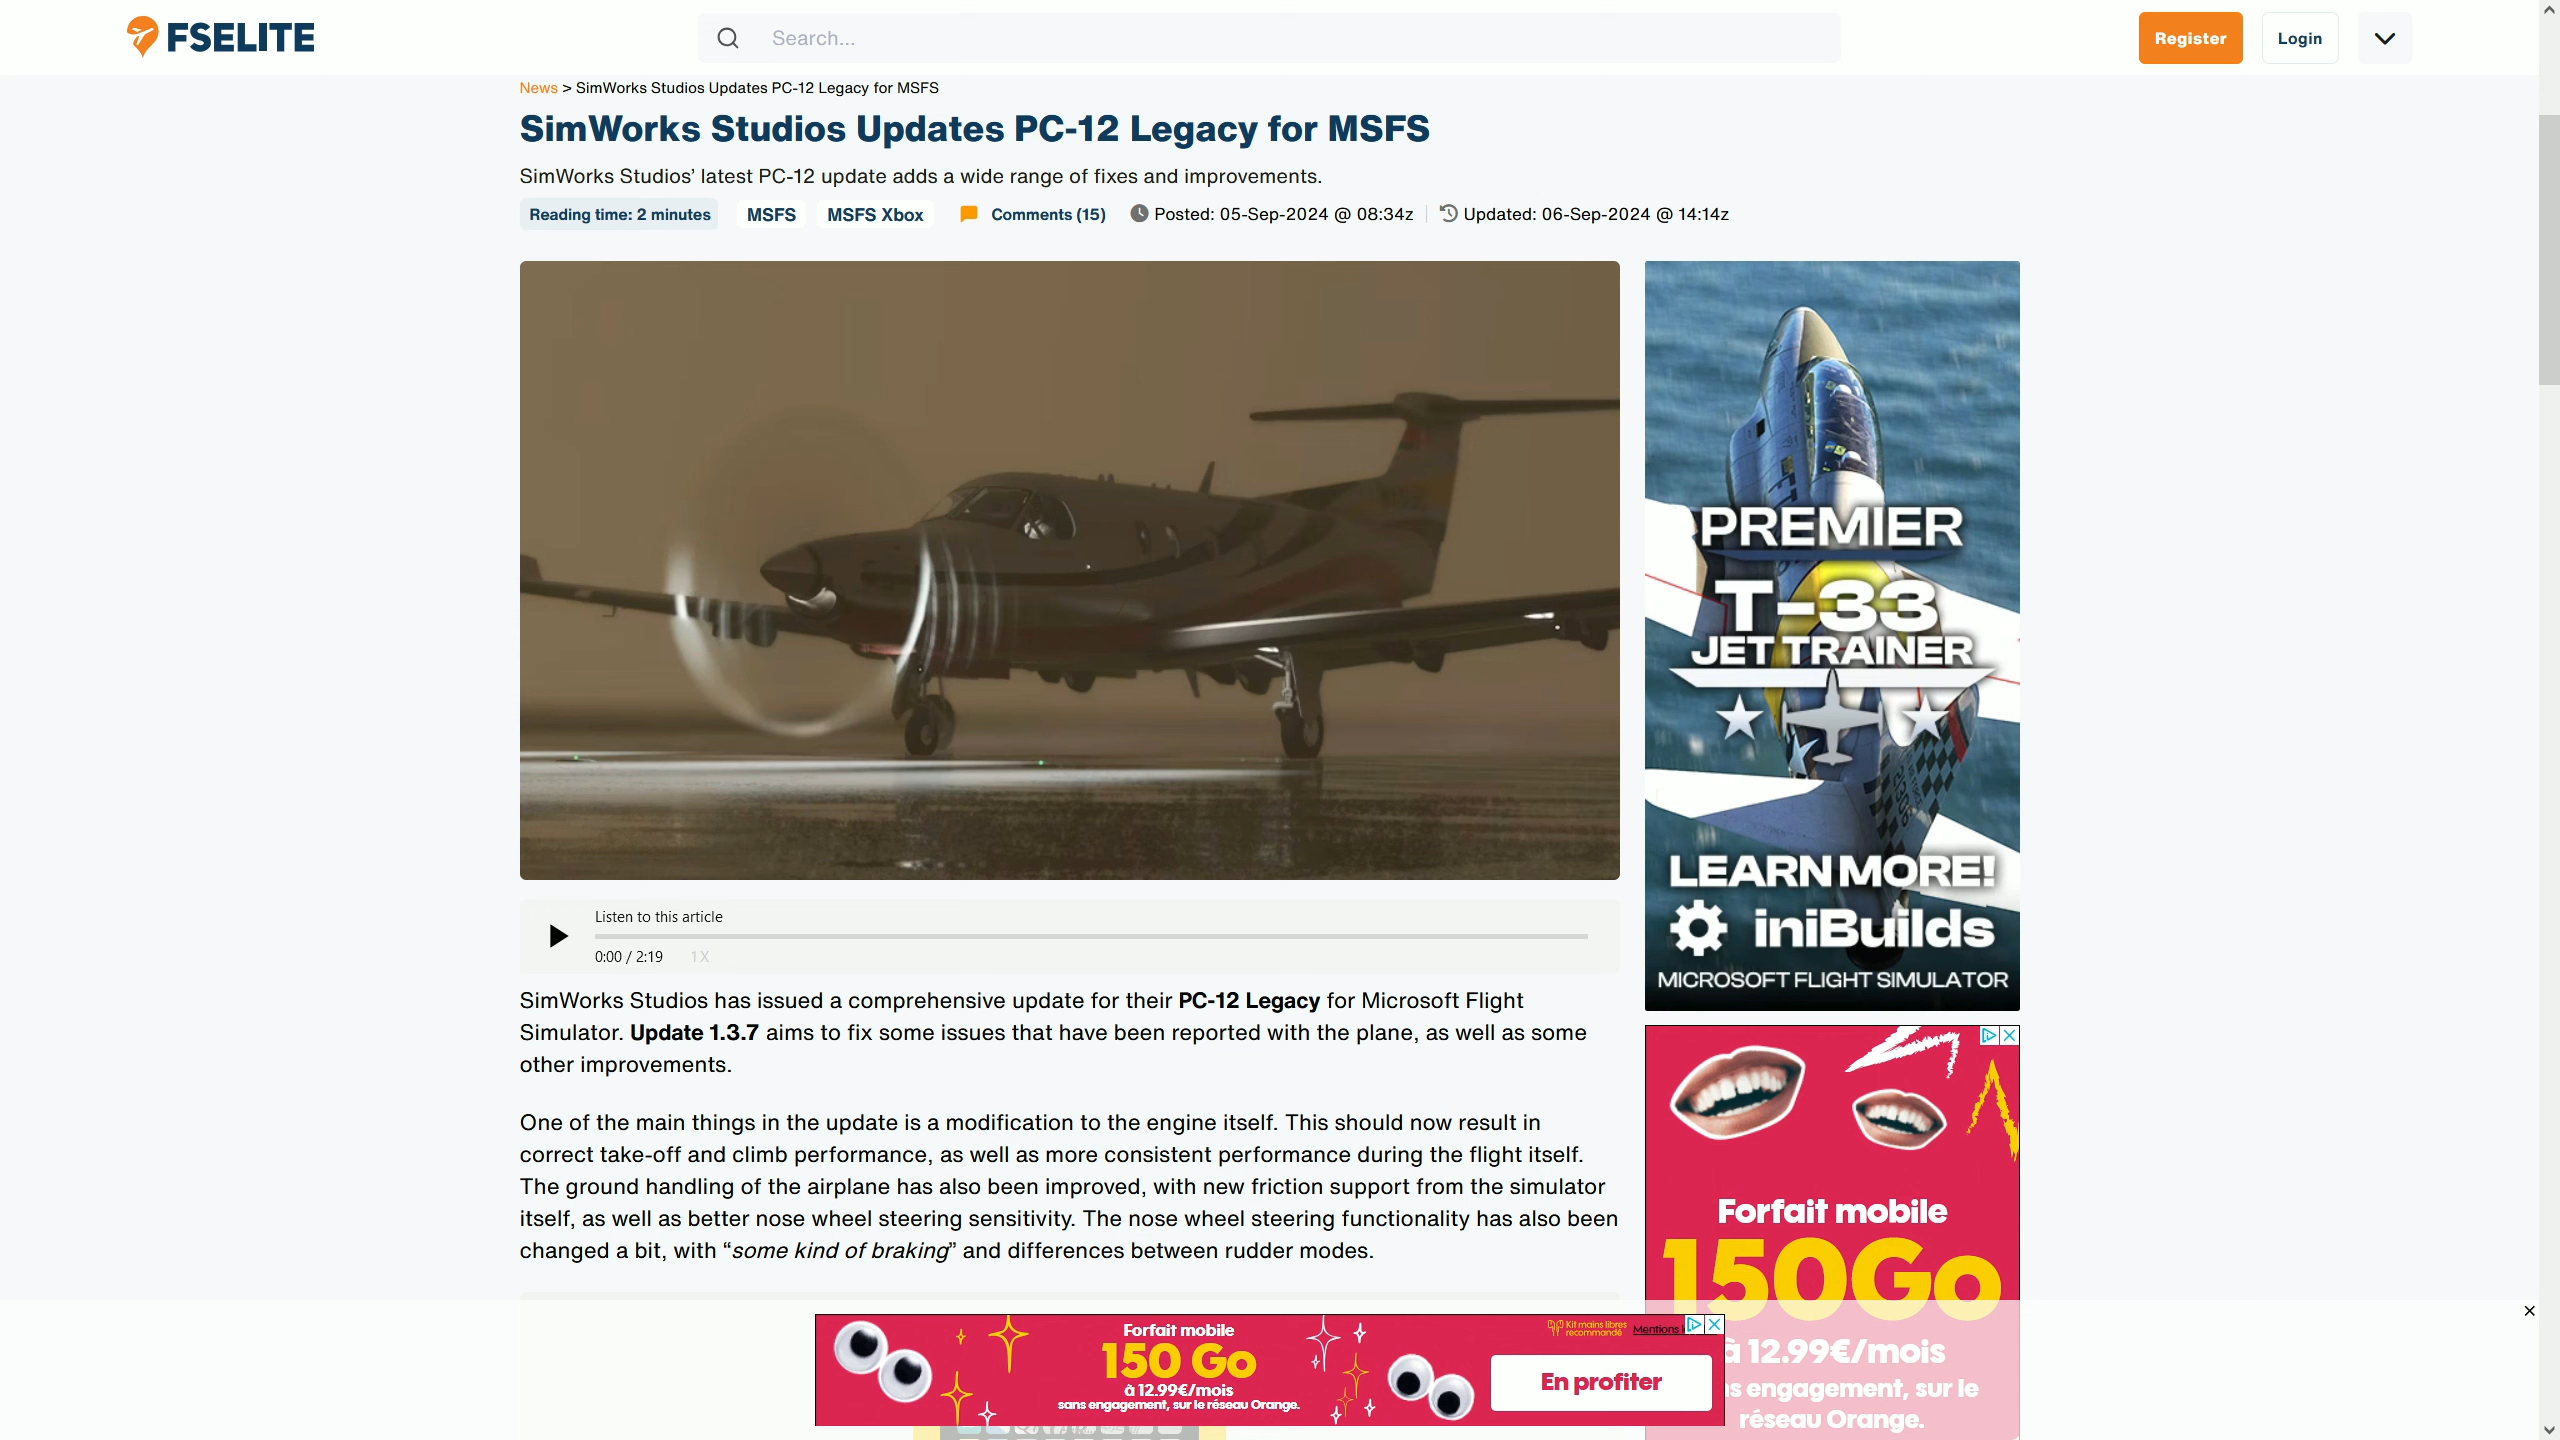 FSELITE
Search...
Register
Login
News > SimWorks Studios Updates PC-12 Legacy for MSFS
SimWorks Studios Updates PC-12 Legacy for MSFS
SimWorks Studios’ latest PC-12 update adds a wide range of fixes and improvements.
Reading time: 2 minutes MSFS MSFS Xbox Comments (15) Posted: 05-Sep-2024 @ 08:34z Updated: 06-Sep-2024 @ 14:14z
PREMIER
T-33
JET TRAINER
LEARN MORE!
iniBuilds
MICROSOFT FLIGHT SIMULATOR
Listen to this article
0:00 / 2:19 1X
SimWorks Studios has issued a comprehensive update for their PC-12 Legacy for Microsoft Flight
Simulator. Update 1.3.7 aims to fix some issues that have been reported with the plane, as well as some
other improvements.
One of the main things in the update is a modification to the engine itself. This should now result in
correct take-off and climb performance, as well as more consistent performance during the flight itself.
The ground handling of the airplane has also been improved, with new friction support from the simulator
itself, as well as better nose wheel steering sensitivity. The nose wheel steering functionality has also been
changed a bit, with “some kind of braking” and differences between rudder modes.
Forfait mobile
150Go
à 12.99€/mois
s engagement, sur le
réseau Orange.
Forfait mobile
150 Go
à 12.99€/mois
sans engagement, sur le réseau Orange.
Kit mains libres
recommandé
Mentions
En profiter